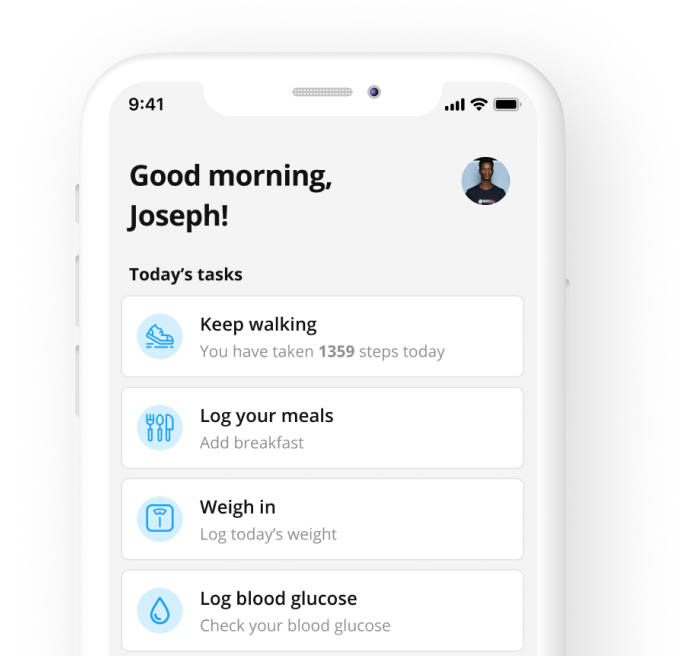 9:41
Good morning,
Joseph!
Today’s tasks
Keep walking
You have taken 1359 steps today
Log your meals
Add breakfast
Weigh in
Log today’s weight
Log blood glucose
Check your blood glucose